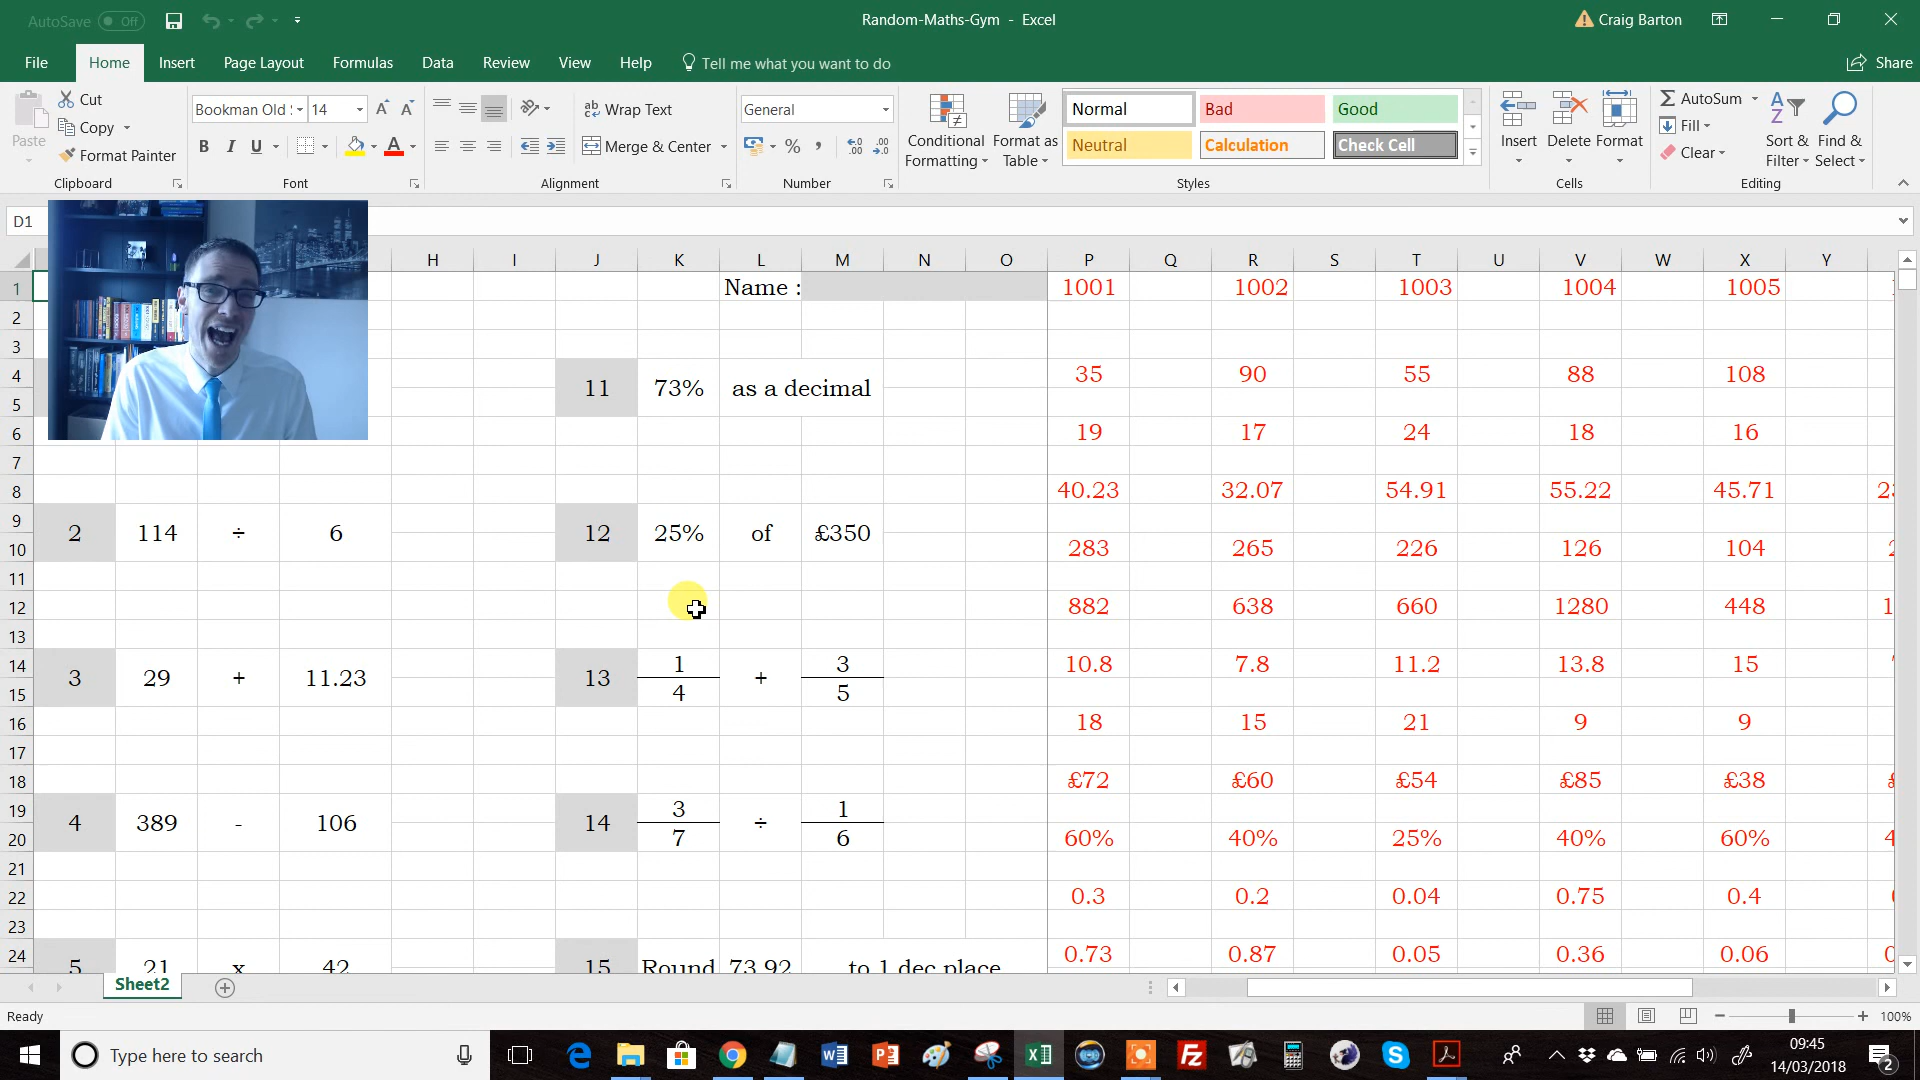 AutoSave Off
Random-Maths-Gym - Excel
Craig Barton
File Home Insert Page Layout Formulas Data Review View Help Tell me what you want to do Share
Cut
Copy
Format Painter
Paste
Clipboard
Bookman Old 14
B I U
Font
Wrap Text
Merge & Center
Alignment
General
% ,
Number
Conditional Formatting
Format as Table
Normal Bad Good
Neutral Calculation Check Cell
Styles
Insert Delete Format
Cells
AutoSum
Fill
Clear
Sort & Filter
Find & Select
Editing
D1
H I J K L M N O P Q R S T U V W X Y
1 Name : 1001 1002 1003 1004 1005
2
3
4 35 90 55 88 108
11 73% as a decimal
5
6 19 17 24 18 16
7
8 40.23 32.07 54.91 55.22 45.71
9
2 114 ÷ 6 12 25% of £350
10 283 265 226 126 104
11
12 882 638 660 1280 448
13
14 1 3 10.8 7.8 11.2 13.8 15
3 29 + 11.23 13 +
15 4 5
16 18 15 21 9 9
17
18 £72 £60 £54 £85 £38
19 3 1
4 389 - 106 14 ÷
20 7 6 60% 40% 25% 40% 60%
21
22 0.3 0.2 0.04 0.75 0.4
23
24 0.73 0.87 0.05 0.36 0.06
5 21 x 42 15 Round 73.92 to 1 dec place
Sheet2
Ready
100%
Type here to search
09:45
14/03/2018
2